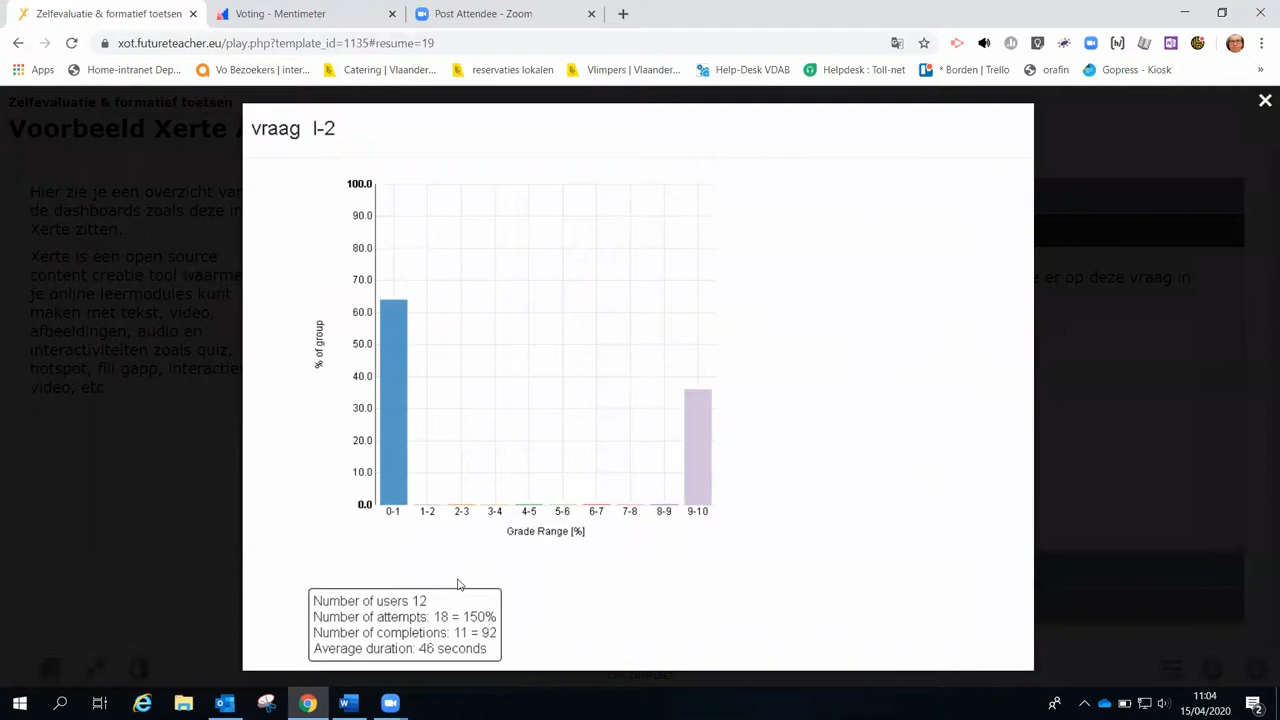 Zelfevaluatie & formatief toetsen
Voting - Mentimeter
Post Attendee - Zoom
xot.futureteacher.eu/play.php?template_id=1135#resume=19
Apps
Home-intranet Dep...
Vo Bezoekers | inter...
Catering | Vlaander...
reservaties lokalen
Vlimpers | Vlaander...
Help-Desk VDAB
Helpdesk : Toll-net
* Borden | Trello
orafin
Gopress - Kiosk
Zelfevaluatie & formatief toetsen
Voorbeeld Xerte
Hier zie je een overzicht van
de dashboards zoals deze in
Xerte zitten.
Xerte is een open source
content creatie tool waarme
je online leermodules kunt
maken met tekst, video,
afbeeldingen, audio en
interactiviteiten zoals quiz,
hotspot, fill gapp, interactie
video, etc.
e er op deze vraag in
vraag I-2
100.0
90.0
80.0
70.0
60.0
50.0
40.0
30.0
20.0
10.0
0.0
% of group
0-1 1-2 2-3 3-4 4-5 5-6 6-7 7-8 8-9 9-10
Grade Range [%]
Number of users 12
Number of attempts: 18 = 150%
Number of completions: 11 = 92
Average duration: 46 seconds
11:04
15/04/2020
2